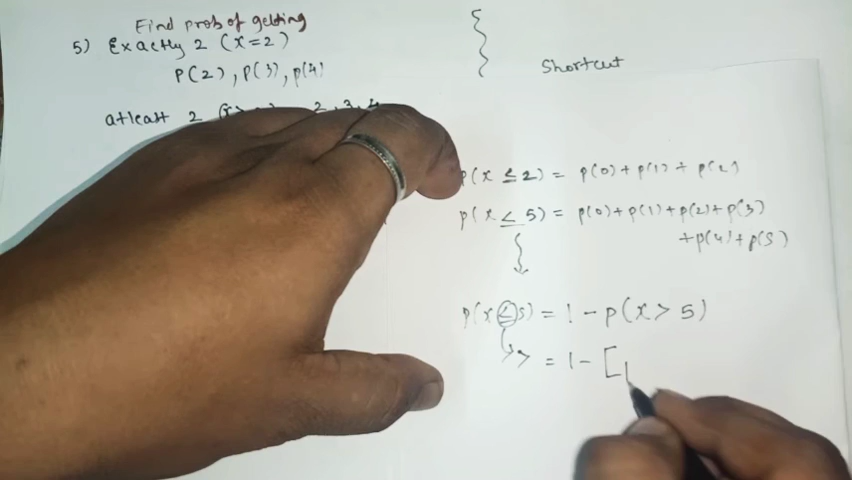 Find prob of getting
5) Exactly 2 (x=2)
P(2), P(3), P(4)
atleast 2
Shortcut
p(x ≤ 2) = p(0)+p(1)+ p(2)
p(x ≤ 5) = p(0)+p(1)+p(2)+p(3)
+p(4)+p(5)
p(x ≤ 5) = 1 - p(x > 5)
> = 1 - [